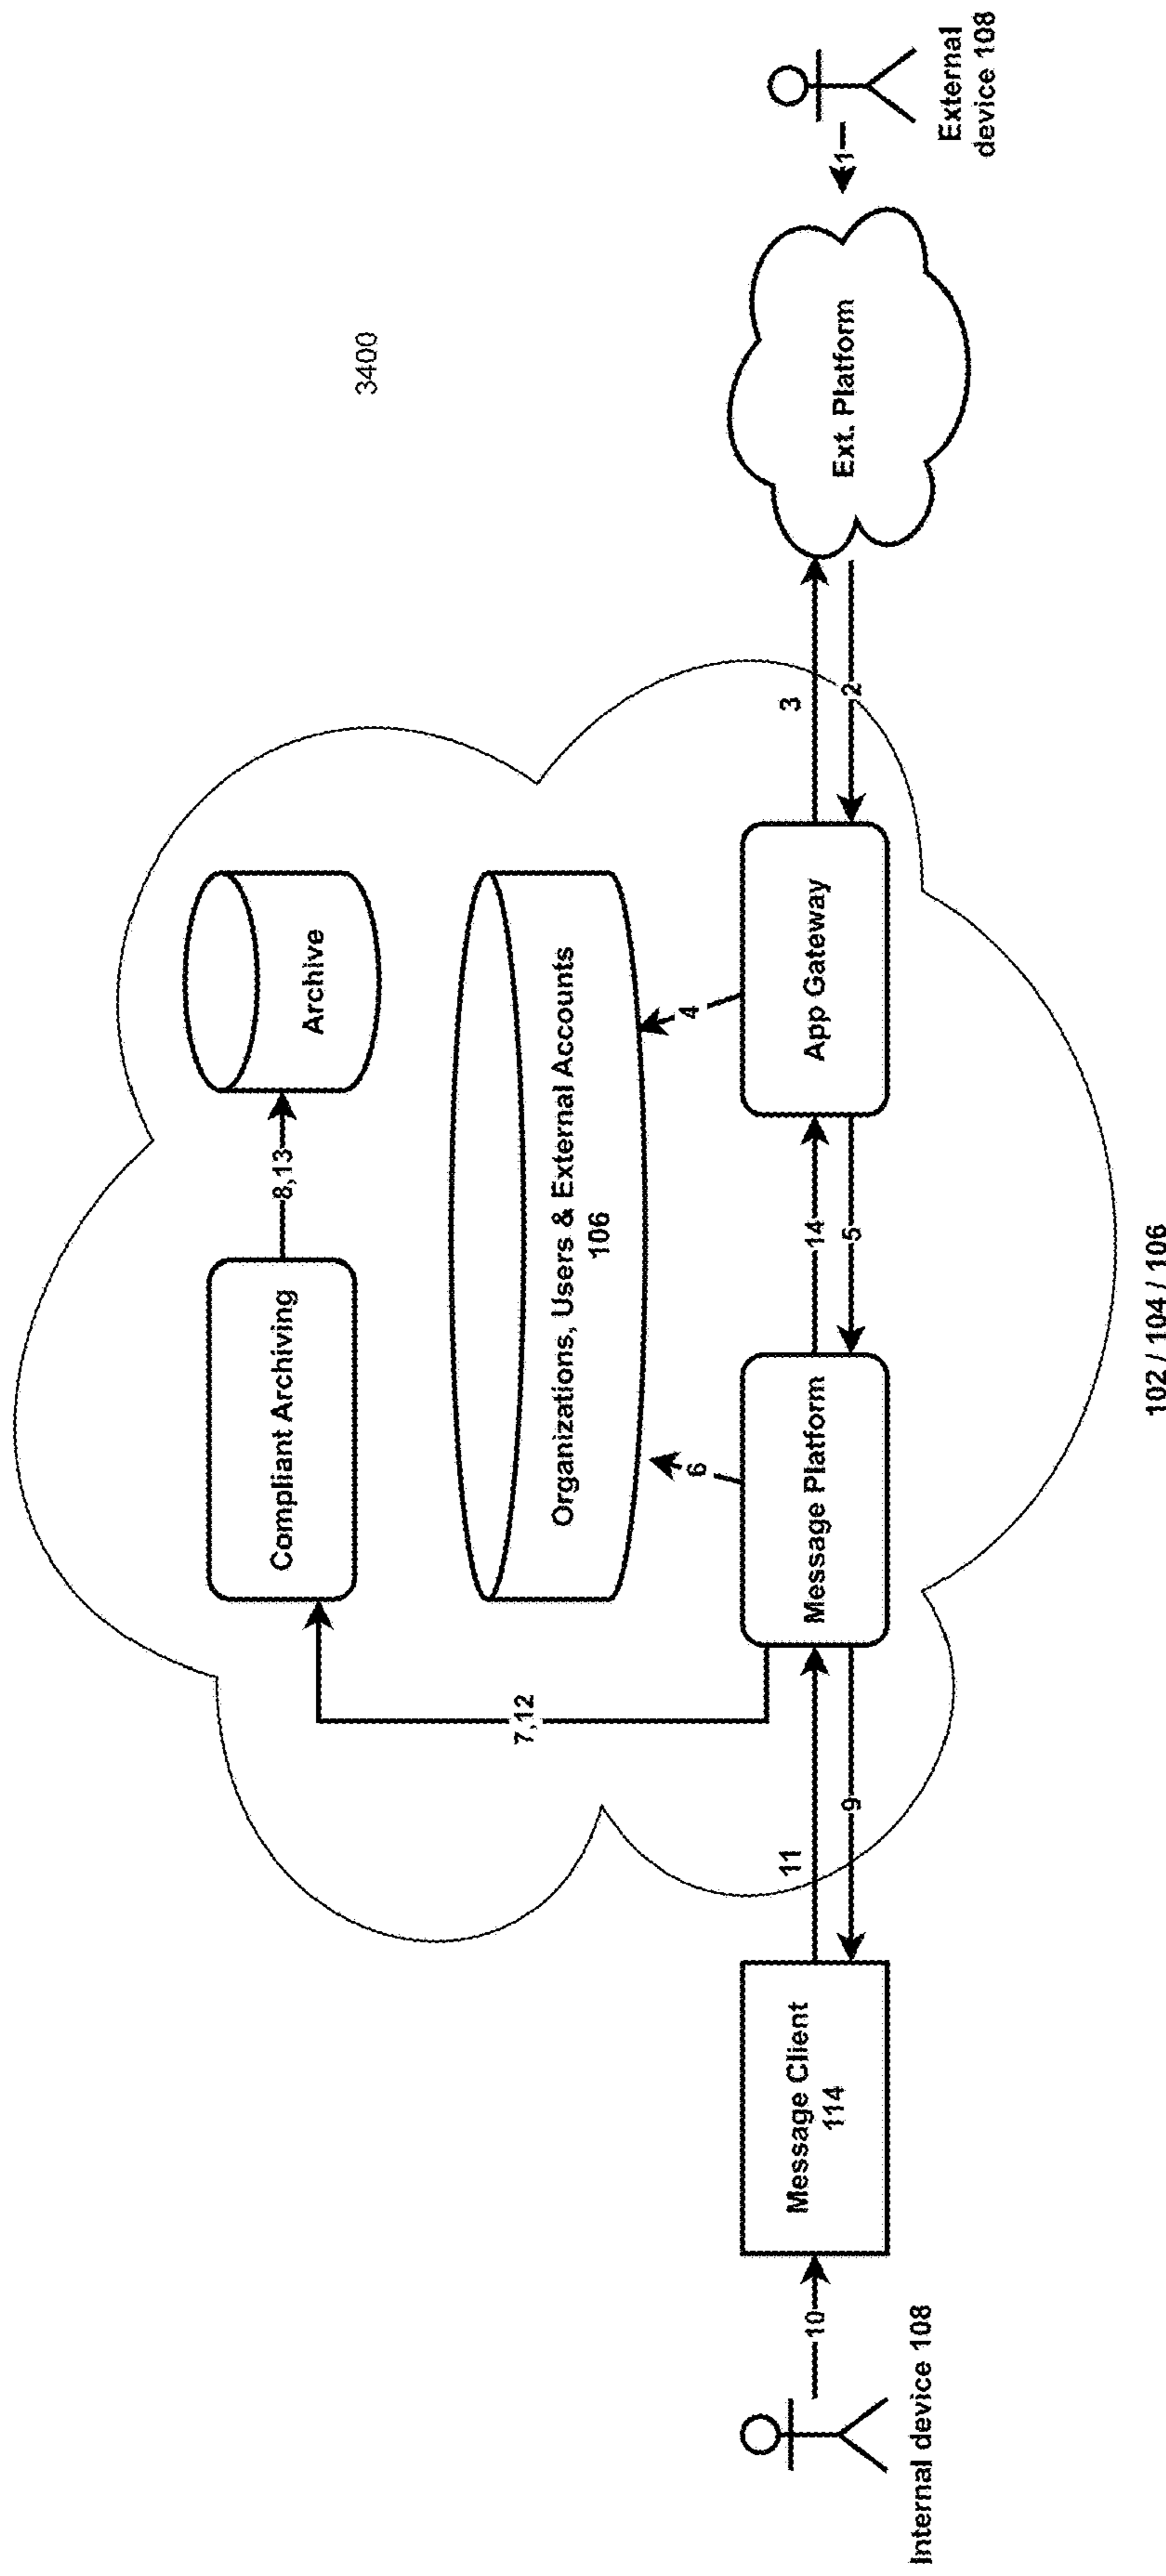 3400
Compliant Archiving
8,13
Archive
7,12
Organizations, Users & External Accounts
106
6
4
Internal device 108
10
Message Client
114
11
9
Message Platform
14
5
App Gateway
3
2
Ext. Platform
1
External
device 108
102 / 104 / 106